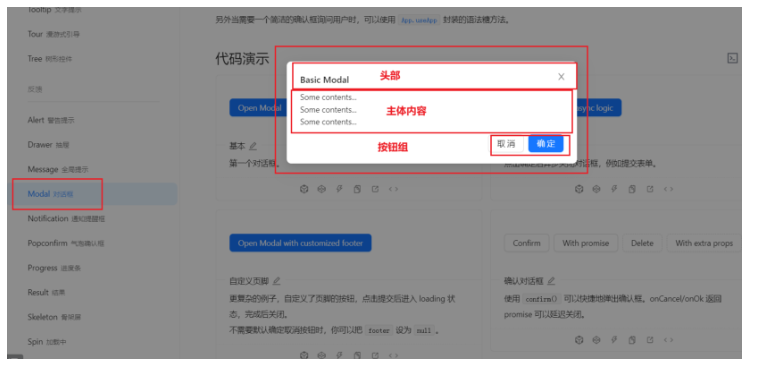 Tooltip 文字提示
Tour 漫游式引导
Tree 树形控件
反馈
Alert 警告提示
Drawer 抽屉
Message 全局提示
Modal 对话框
Notification 通知提醒框
Popconfirm 气泡确认框
Progress 进度条
Result 结果
Skeleton 骨架屏
Spin 加载中
另外当需要一个简洁的确认框询问用户时，可以使用 App.useApp 封装的语法糖方法。
代码演示
Basic Modal
头部
X
Some contents...
Some contents...
Some contents...
主体内容
按钮组
取消
确定
Open Modal
async logic
基本
第一个对话框。
对话框，例如提交表单。
Open Modal with customized footer
Confirm
With promise
Delete
With extra props
自定义页脚
更复杂的例子，自定义了页脚的按钮，点击提交后进入 loading 状
态，完成后关闭。
不需要默认确定取消按钮时，你可以把 footer 设为 null 。
确认对话框
使用 confirm() 可以快捷地弹出确认框。onCancel/onOk 返回
promise 可以延迟关闭。